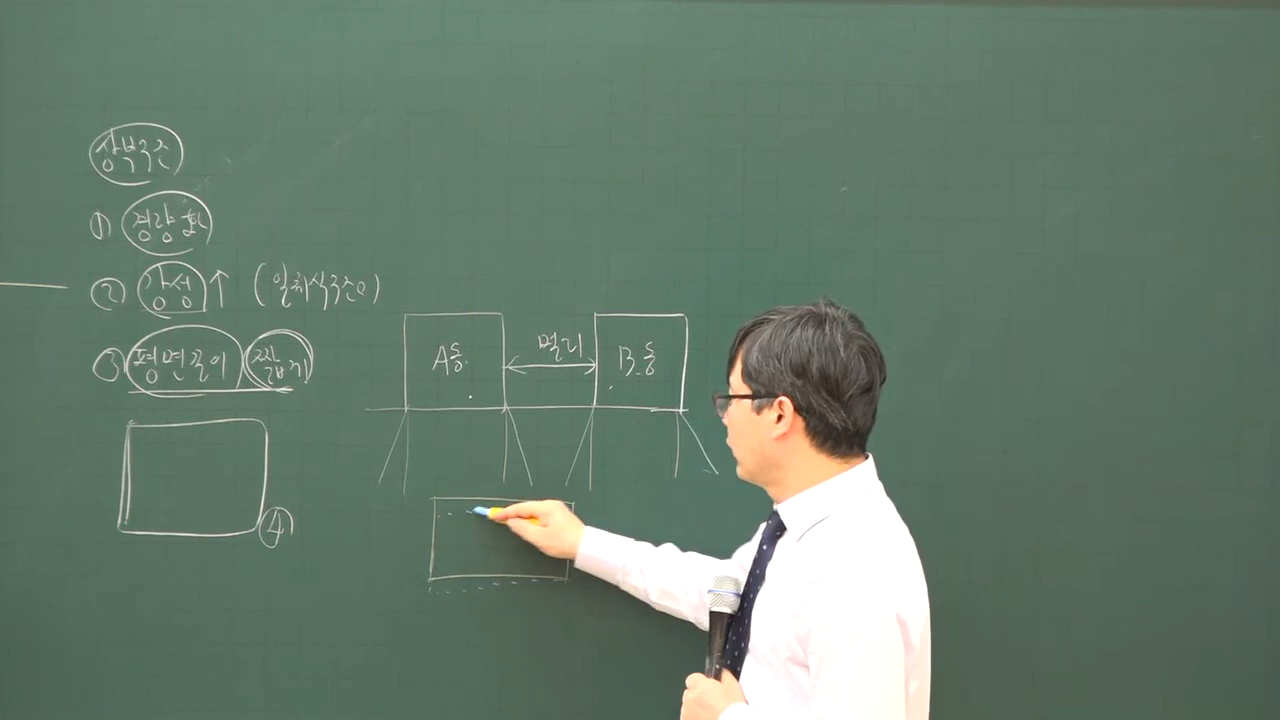 상부구조
① 경량화
② 강성↑ (일체식구조)
③ 평면길이 짧게
A동 멀리 B동
④